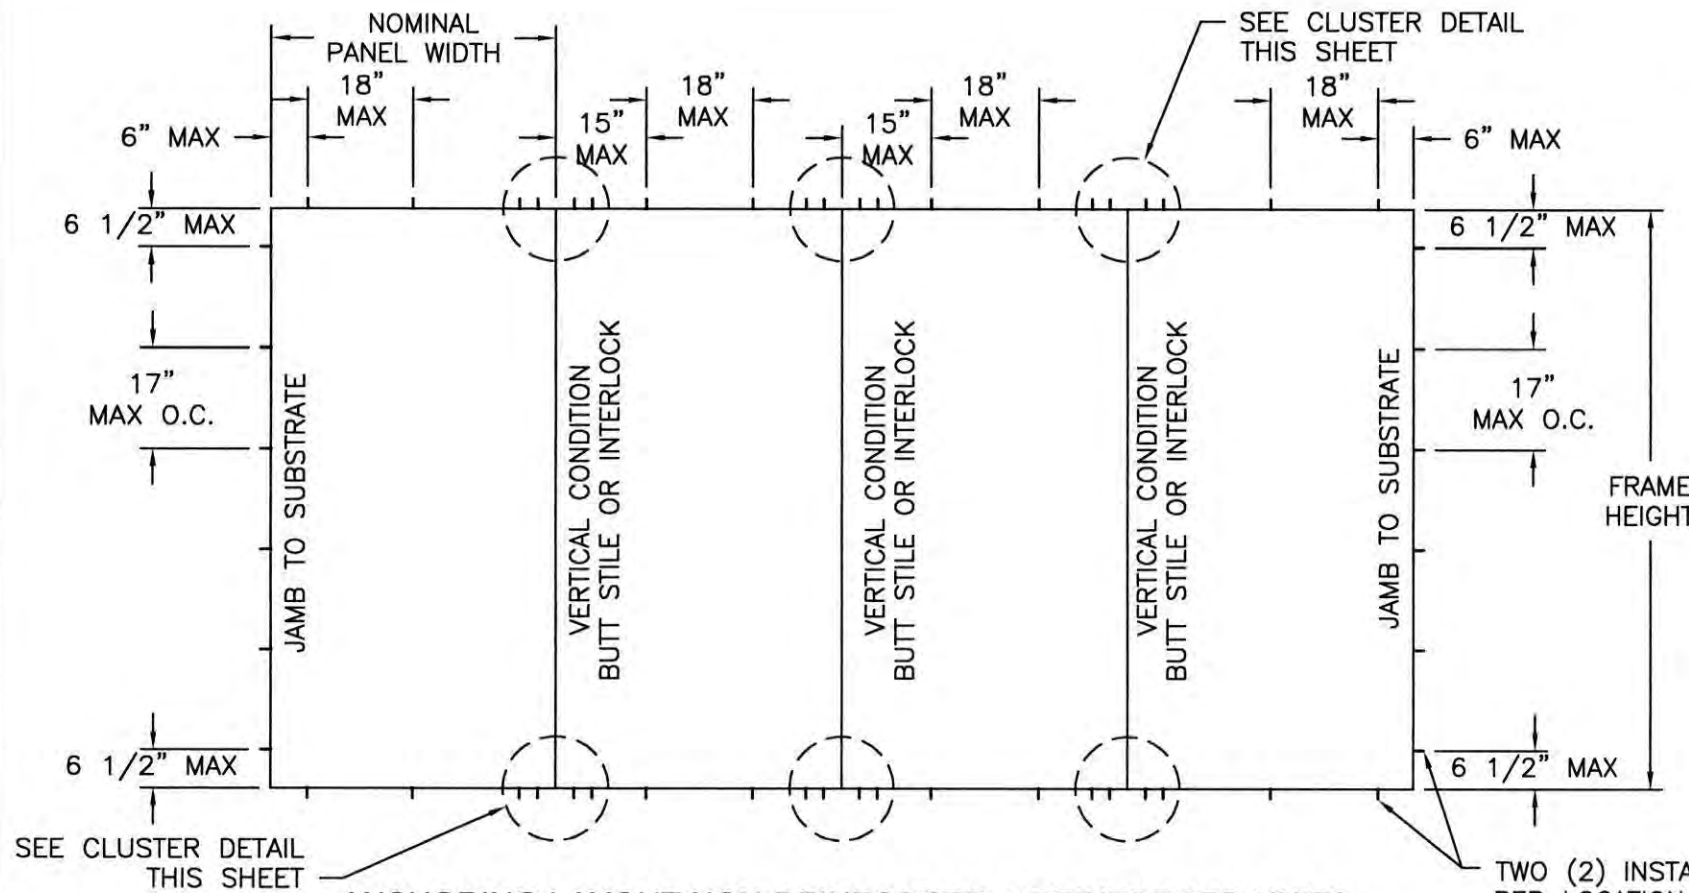 NOMINAL
PANEL WIDTH
SEE CLUSTER DETAIL
THIS SHEET
18"
MAX
18"
MAX
18"
MAX
18"
MAX
6" MAX
15"
MAX
15"
MAX
6" MAX
6 1/2" MAX
6 1/2" MAX
17"
MAX O.C.
17"
MAX O.C.
JAMB TO SUBSTRATE
VERTICAL CONDITION
BUTT STILE OR INTERLOCK
VERTICAL CONDITION
BUTT STILE OR INTERLOCK
VERTICAL CONDITION
BUTT STILE OR INTERLOCK
JAMB TO SUBSTRATE
FRAME
HEIGHT
6 1/2" MAX
6 1/2" MAX
SEE CLUSTER DETAIL
THIS SHEET
TWO (2)
PER LOCATION